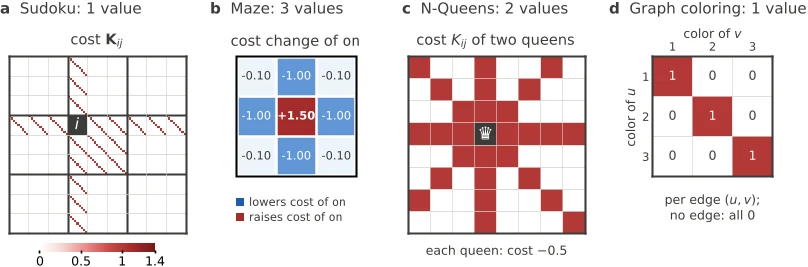 a Sudoku: 1 value
cost K_ij
i
0 0.5 1 1.4
b Maze: 3 values
cost change of on
-0.10 -1.00 -0.10
-1.00 +1.50 -1.00
-0.10 -1.00 -0.10
lowers cost of on
raises cost of on
c N-Queens: 2 values
cost K_ij of two queens
each queen: cost −0.5
d Graph coloring: 1 value
color of v
1 2 3
color of u
1 1 0 0
2 0 1 0
3 0 0 1
per edge (u, v);
no edge: all 0